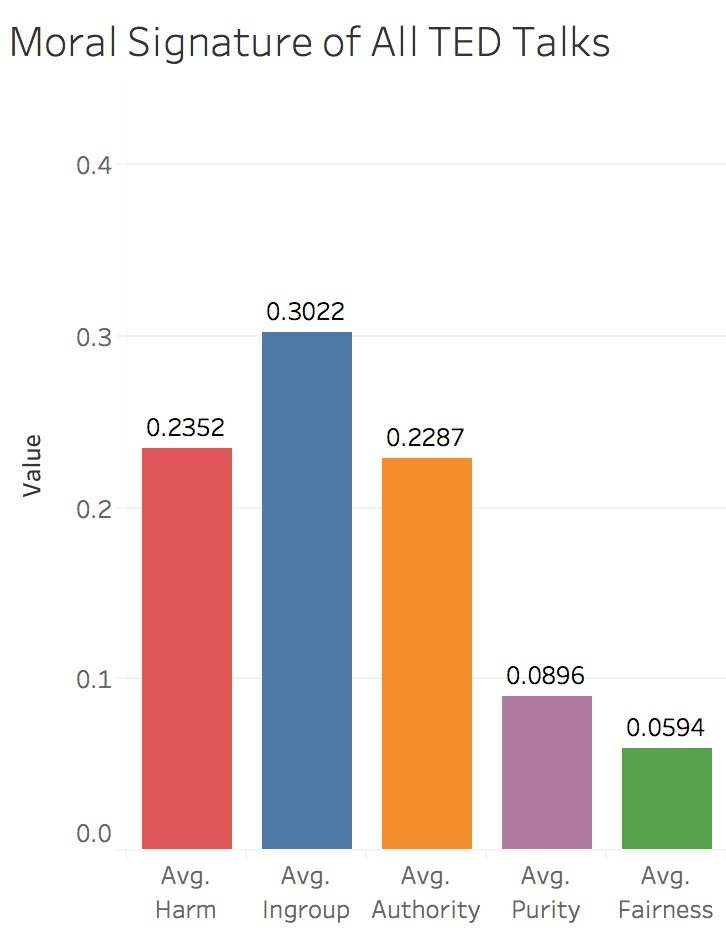 Moral Signature of All TED Talks
0.4
0.3
0.2
0.1
0.0
Value
0.2352
0.3022
0.2287
0.0896
0.0594
Avg. Harm
Avg. Ingroup
Avg. Authority
Avg. Purity
Avg. Fairness